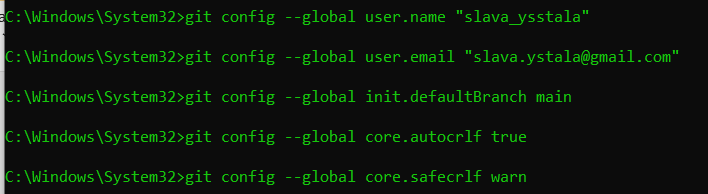 C:\Windows\System32>git config --global user.name "slava_ysstala"
C:\Windows\System32>git config --global user.email "slava.ystala@gmail.com"
C:\Windows\System32>git config --global init.defaultBranch main
C:\Windows\System32>git config --global core.autocrlf true
C:\Windows\System32>git config --global core.safecrlf warn